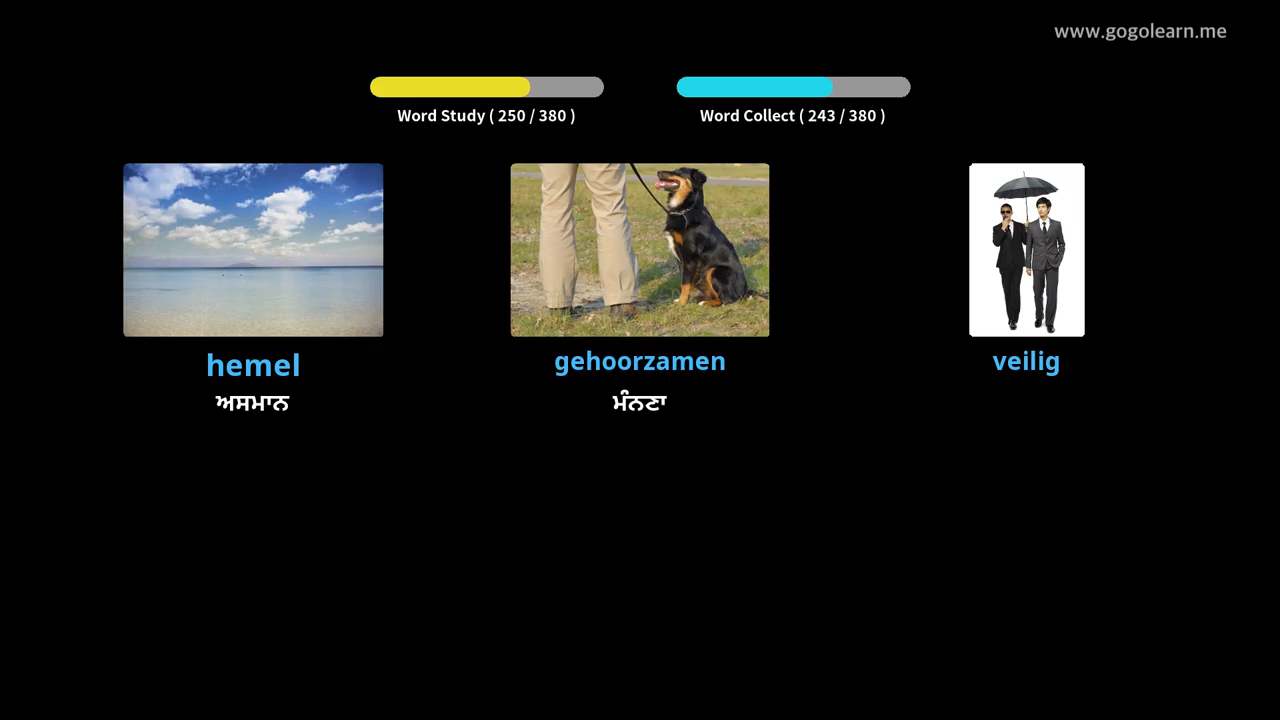 www.gogolearn.me
Word Study ( 250 / 380 )
Word Collect ( 243 / 380 )
hemel
ਅਸਮਾਨ
gehoorzamen
ਮੰਨਣਾ
veilig